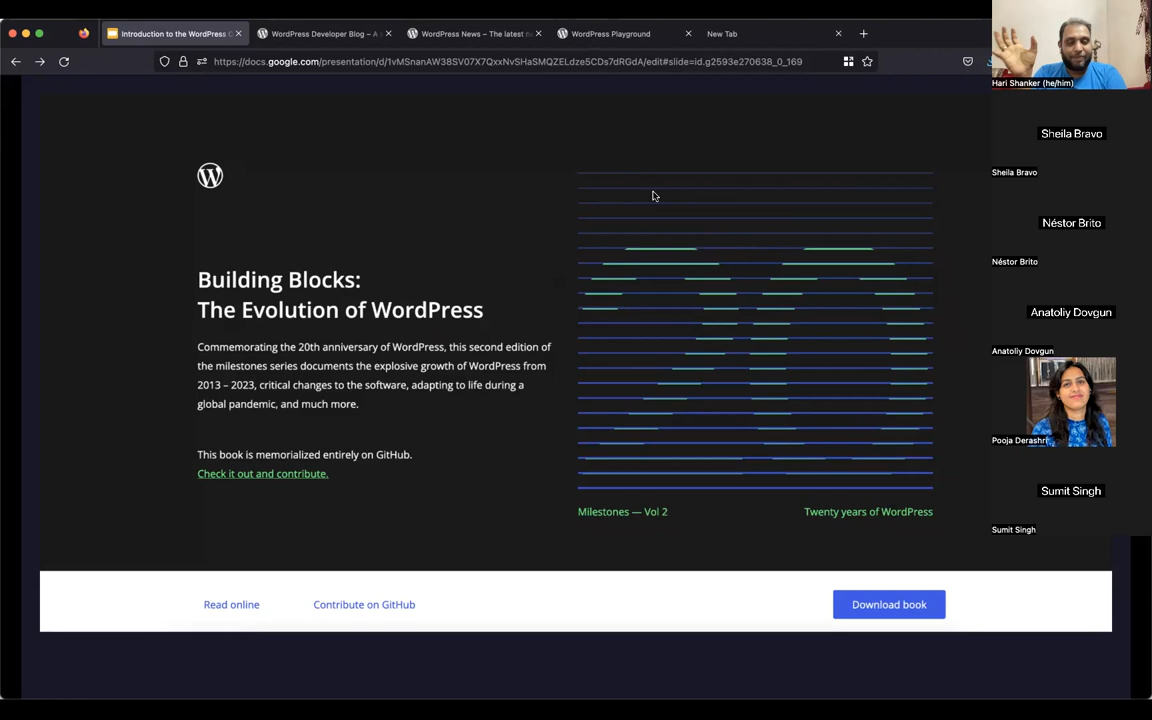 Introduction to the WordPress C
WordPress Developer Blog – A
WordPress News – The latest n
WordPress Playground
New Tab
https://docs.google.com/presentation/d/1vMSnanAW38SV07X7QxxNvSHaSMQZELdze5CDs7dRGdA/edit#slide=id.g2593e270638_0_169
Building Blocks:
The Evolution of WordPress
Commemorating the 20th anniversary of WordPress, this second edition of
the milestones series documents the explosive growth of WordPress from
2013 – 2023, critical changes to the software, adapting to life during a
global pandemic, and much more.
This book is memorialized entirely on GitHub.
Check it out and contribute.
Milestones — Vol 2
Twenty years of WordPress
Read online
Contribute on GitHub
Download book
Hari Shanker (he/him)
Sheila Bravo
Sheila Bravo
Néstor Brito
Néstor Brito
Anatoliy Dovgun
Anatoliy Dovgun
Pooja Derashri
Sumit Singh
Sumit Singh